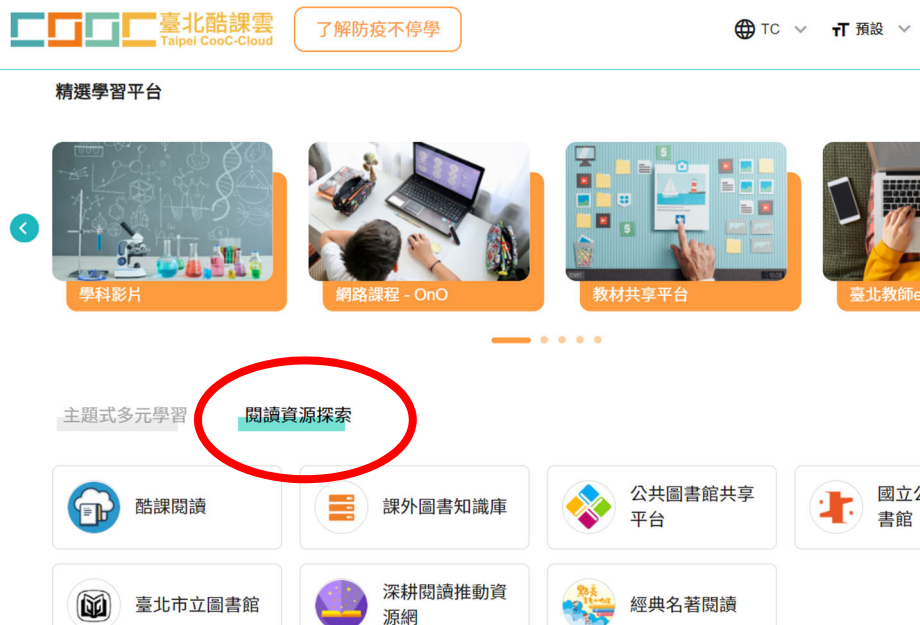 COOC 臺北酷課雲
Taipei CooC-Cloud
了解防疫不停學
TC
預設
精選學習平台
學科影片
網路課程 - OnO
教材共享平台
臺北教師e
主題式多元學習
閱讀資源探索
酷課閱讀
課外圖書知識庫
公共圖書館共享
平台
國立公
書館
臺北市立圖書館
深耕閱讀推動資
源網
經典名著閱讀